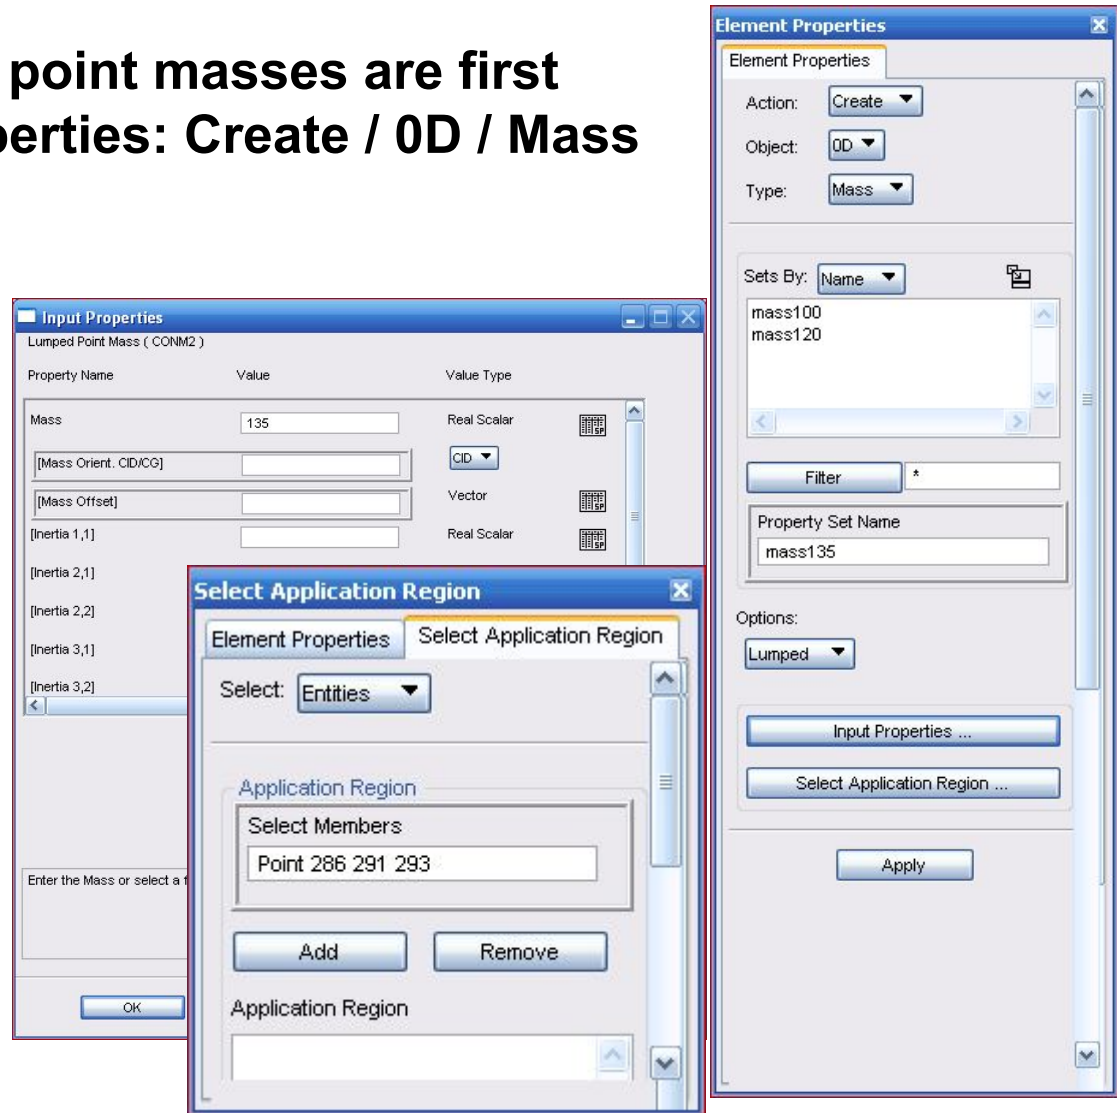 point masses are first
perties: Create / 0D / Mass
Input Properties
Lumped Point Mass ( CONM2 )
Property Name Value Value Type
Mass 135 Real Scalar
[Mass Orient. CID/CG] CID
[Mass Offset] Vector
[Inertia 1,1] Real Scalar
[Inertia 2,1]
[Inertia 2,2]
[Inertia 3,1]
[Inertia 3,2]
Enter the Mass or select a f
OK
Select Application Region
Element Properties Select Application Region
Select: Entities
Application Region
Select Members
Point 286 291 293
Add Remove
Application Region
Element Properties
Element Properties
Action: Create
Object: 0D
Type: Mass
Sets By: Name
mass100
mass120
Filter *
Property Set Name
mass135
Options:
Lumped
Input Properties ...
Select Application Region ...
Apply